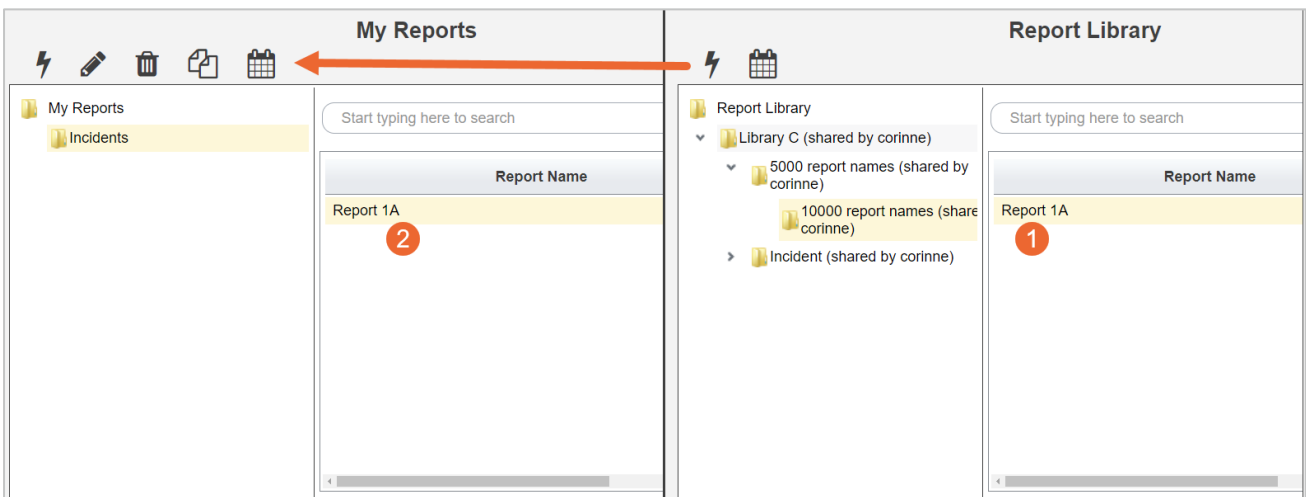 My Reports
Report Library
My Reports
Incidents
Start typing here to search
Report Name
Report 1A
2
Report Library
Library C (shared by corinne)
5000 report names (shared by
corinne)
10000 report names (share
corinne)
Incident (shared by corinne)
Start typing here to search
Report Name
Report 1A
1